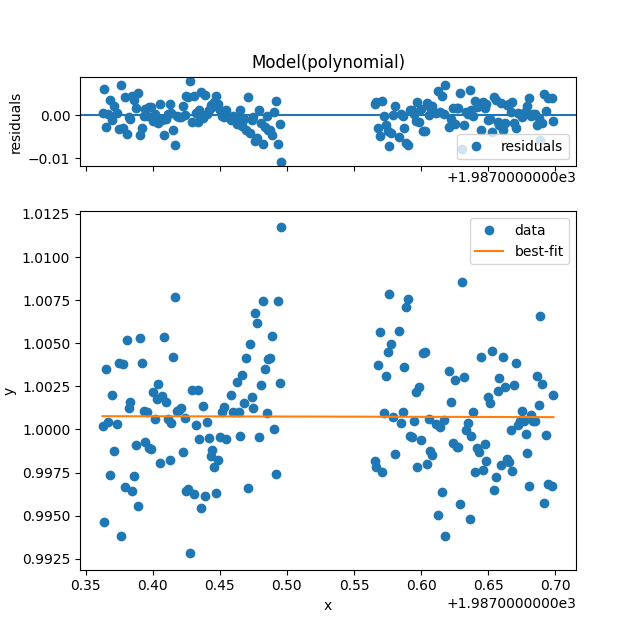 Model(polynomial)
0.00
−0.01
residuals
residuals
+1.9870000000e3
1.0125
1.0100
1.0075
1.0050
1.0025
1.0000
0.9975
0.9950
0.9925
y
data
best-fit
0.35 0.40 0.45 0.50 0.55 0.60 0.65 0.70
x
+1.9870000000e3